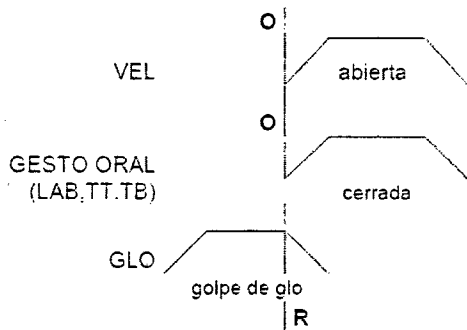 O
VEL
abierta
O
GESTO ORAL
(LAB,TT.TB)
cerrada
GLO
golpe de glo
R